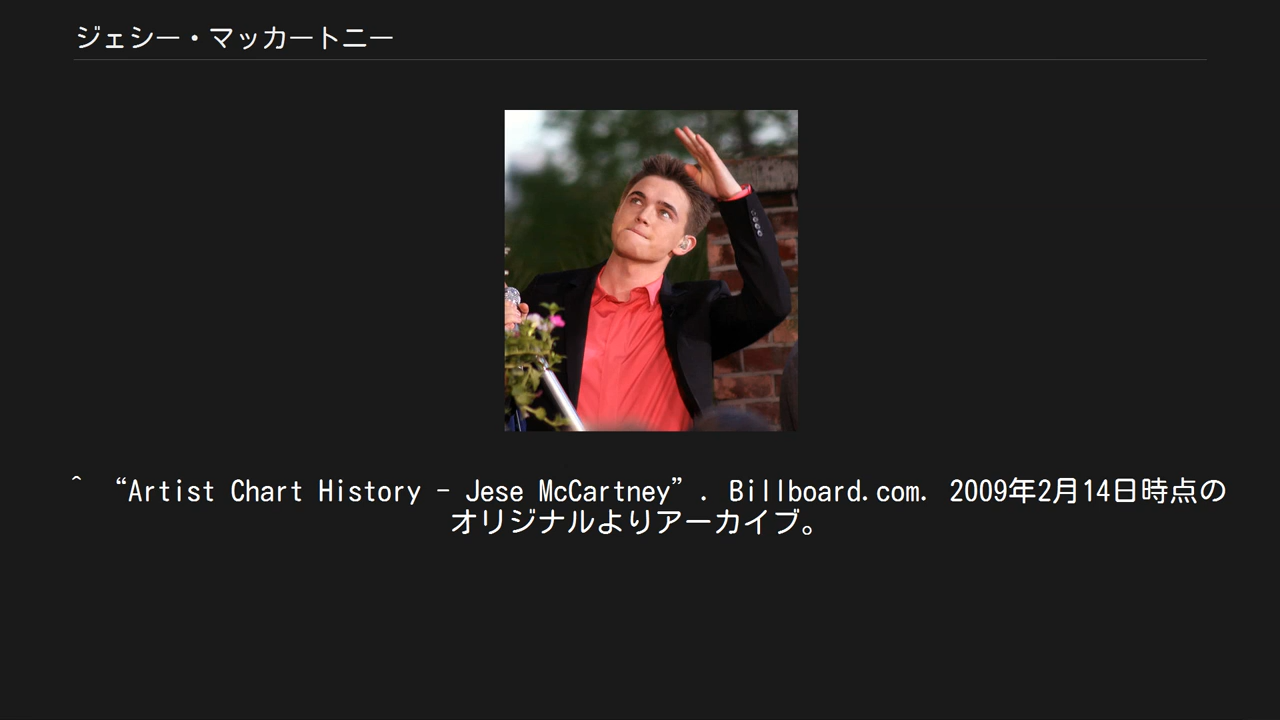 ジェシー・マッカートニー
^ “Artist Chart History - Jese McCartney”. Billboard.com. 2009年2月14日時点の
オリジナルよりアーカイブ。